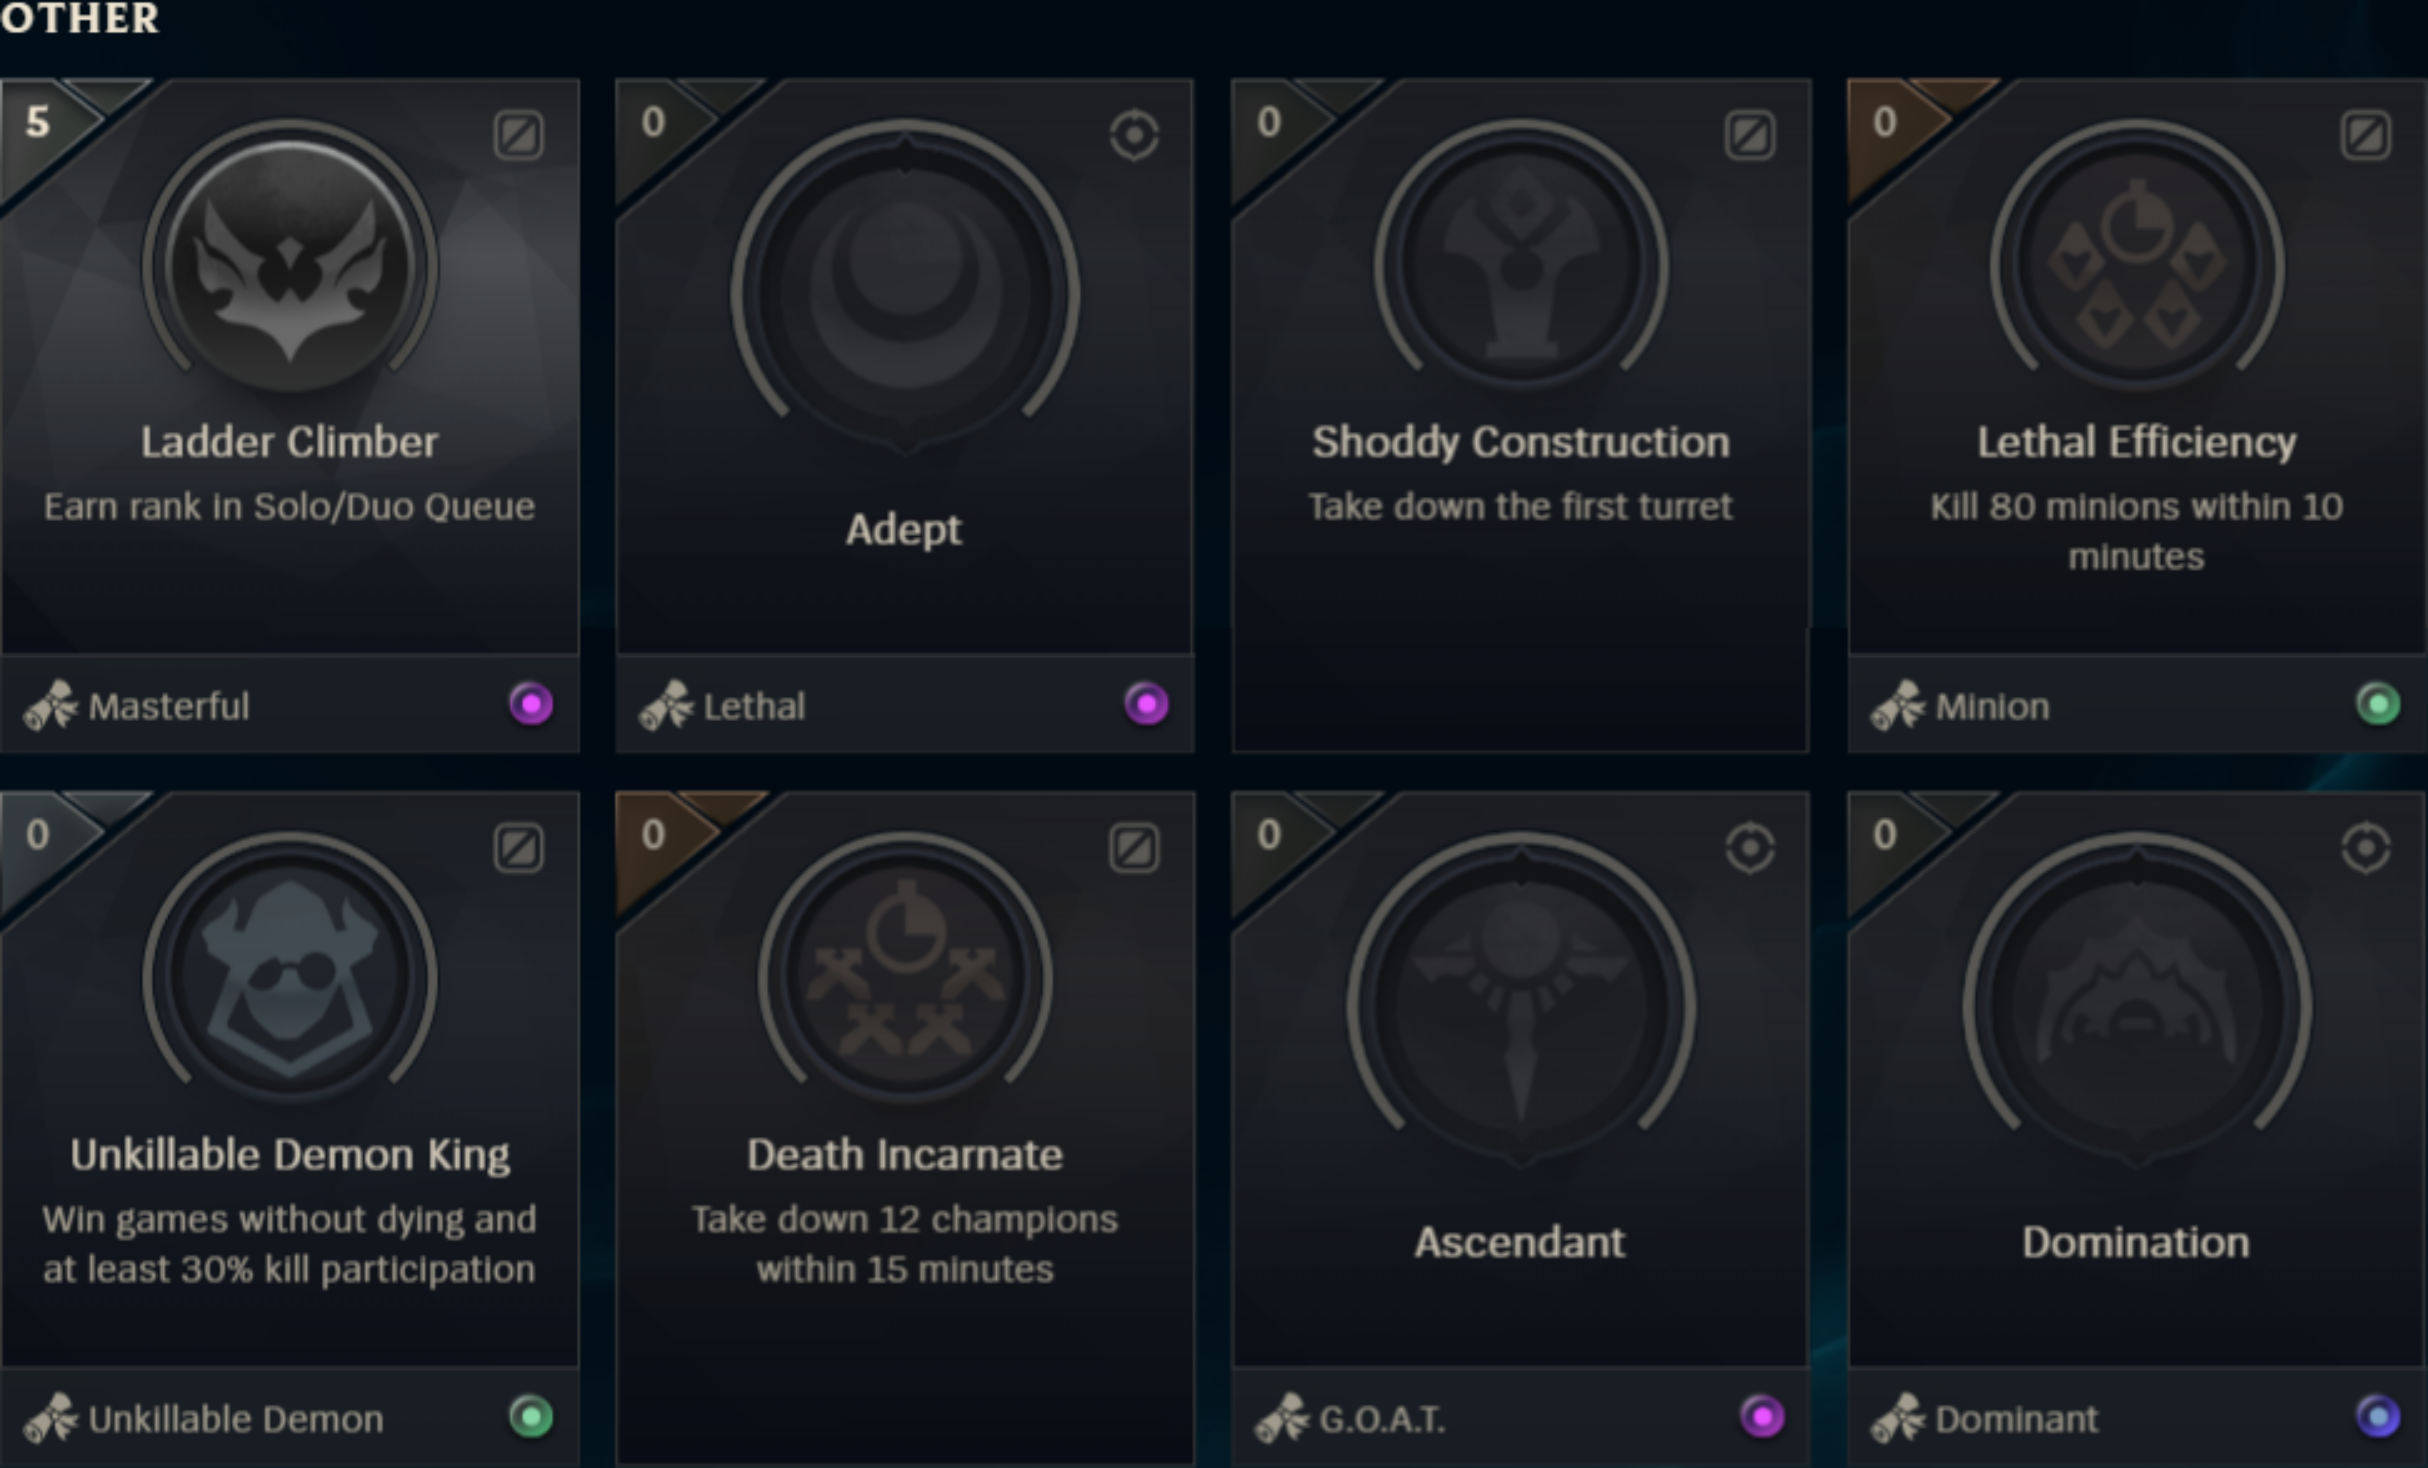 OTHER
5
Ladder Climber
Earn rank in Solo/Duo Queue
Masterful
0
Adept
Lethal
0
Shoddy Construction
Take down the first turret
0
Lethal Efficiency
Kill 80 minions within 10
minutes
Minion
0
Unkillable Demon King
Win games without dying and
at least 30% kill participation
Unkillable Demon
0
Death Incarnate
Take down 12 champions
within 15 minutes
0
Ascendant
G.O.A.T.
0
Domination
Dominant